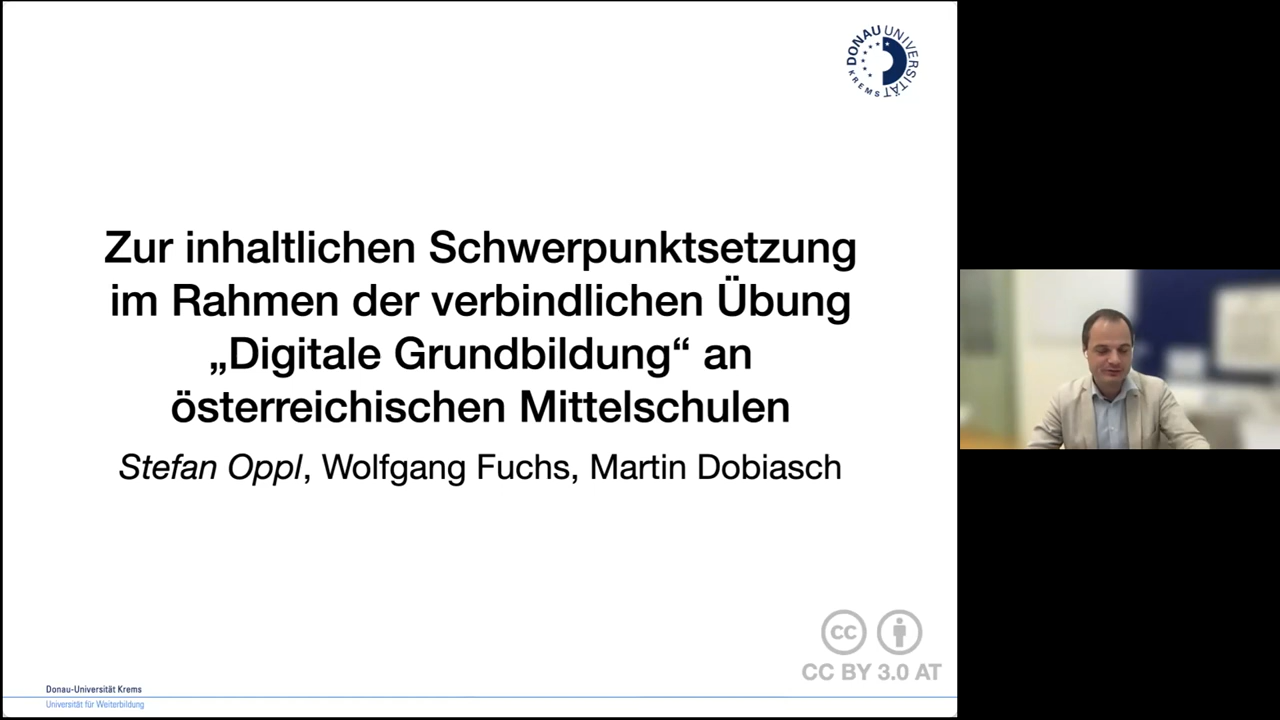 DONAU UNIVERSITÄT KREMS
Zur inhaltlichen Schwerpunktsetzung
im Rahmen der verbindlichen Übung
„Digitale Grundbildung“ an
österreichischen Mittelschulen
Stefan Oppl, Wolfgang Fuchs, Martin Dobiasch
cc
CC BY 3.0 AT
Donau-Universität Krems
Universität für Weiterbildung